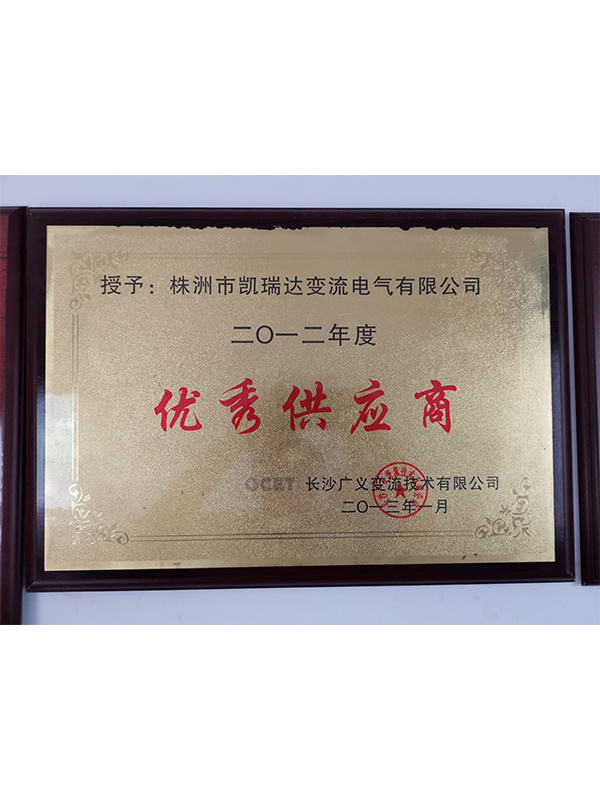 授予：株洲市凯瑞达变流电气有限公司
二〇一二年度
优秀供应商
GCET 长沙广义变流技术有限公司
二〇一三年一月